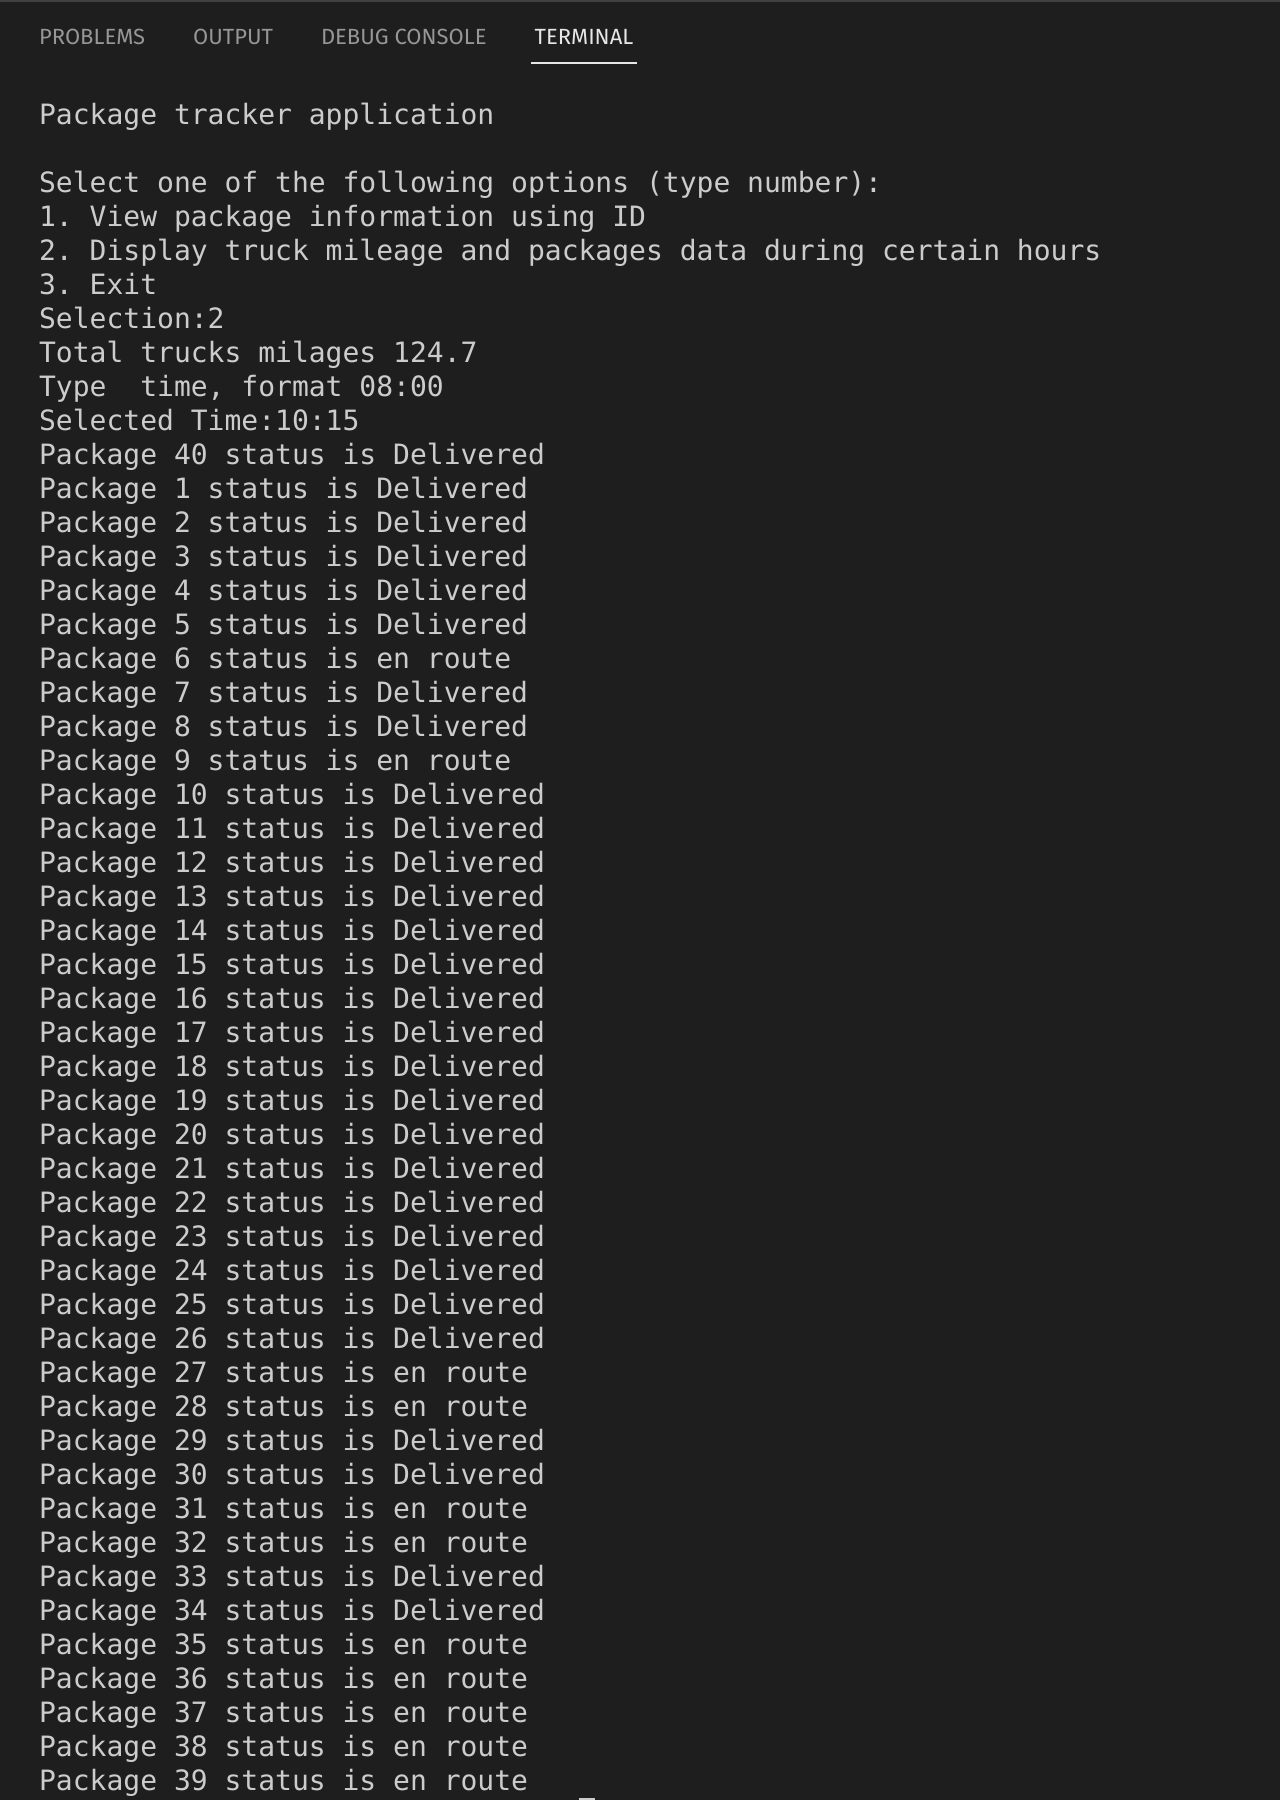 PROBLEMS OUTPUT DEBUG CONSOLE TERMINAL
Package tracker application
Select one of the following options (type number):
1. View package information using ID
2. Display truck mileage and packages data during certain hours
3. Exit
Selection:2
Total trucks milages 124.7
Type  time, format 08:00
Selected Time:10:15
Package 40 status is Delivered
Package 1 status is Delivered
Package 2 status is Delivered
Package 3 status is Delivered
Package 4 status is Delivered
Package 5 status is Delivered
Package 6 status is en route
Package 7 status is Delivered
Package 8 status is Delivered
Package 9 status is en route
Package 10 status is Delivered
Package 11 status is Delivered
Package 12 status is Delivered
Package 13 status is Delivered
Package 14 status is Delivered
Package 15 status is Delivered
Package 16 status is Delivered
Package 17 status is Delivered
Package 18 status is Delivered
Package 19 status is Delivered
Package 20 status is Delivered
Package 21 status is Delivered
Package 22 status is Delivered
Package 23 status is Delivered
Package 24 status is Delivered
Package 25 status is Delivered
Package 26 status is Delivered
Package 27 status is en route
Package 28 status is en route
Package 29 status is Delivered
Package 30 status is Delivered
Package 31 status is en route
Package 32 status is en route
Package 33 status is Delivered
Package 34 status is Delivered
Package 35 status is en route
Package 36 status is en route
Package 37 status is en route
Package 38 status is en route
Package 39 status is en route